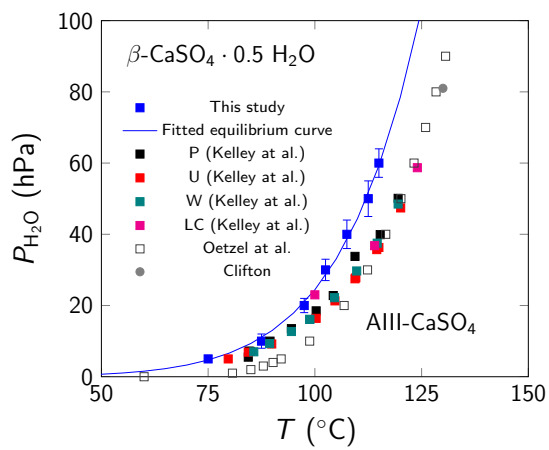 100
80
60
40
20
0
50
75
100
125
150
P_H₂O (hPa)
T (°C)
β-CaSO₄ · 0.5 H₂O
This study
Fitted equilibrium curve
P (Kelley at al.)
U (Kelley at al.)
W (Kelley at al.)
LC (Kelley at al.)
Oetzel at al.
Clifton
AIII-CaSO₄